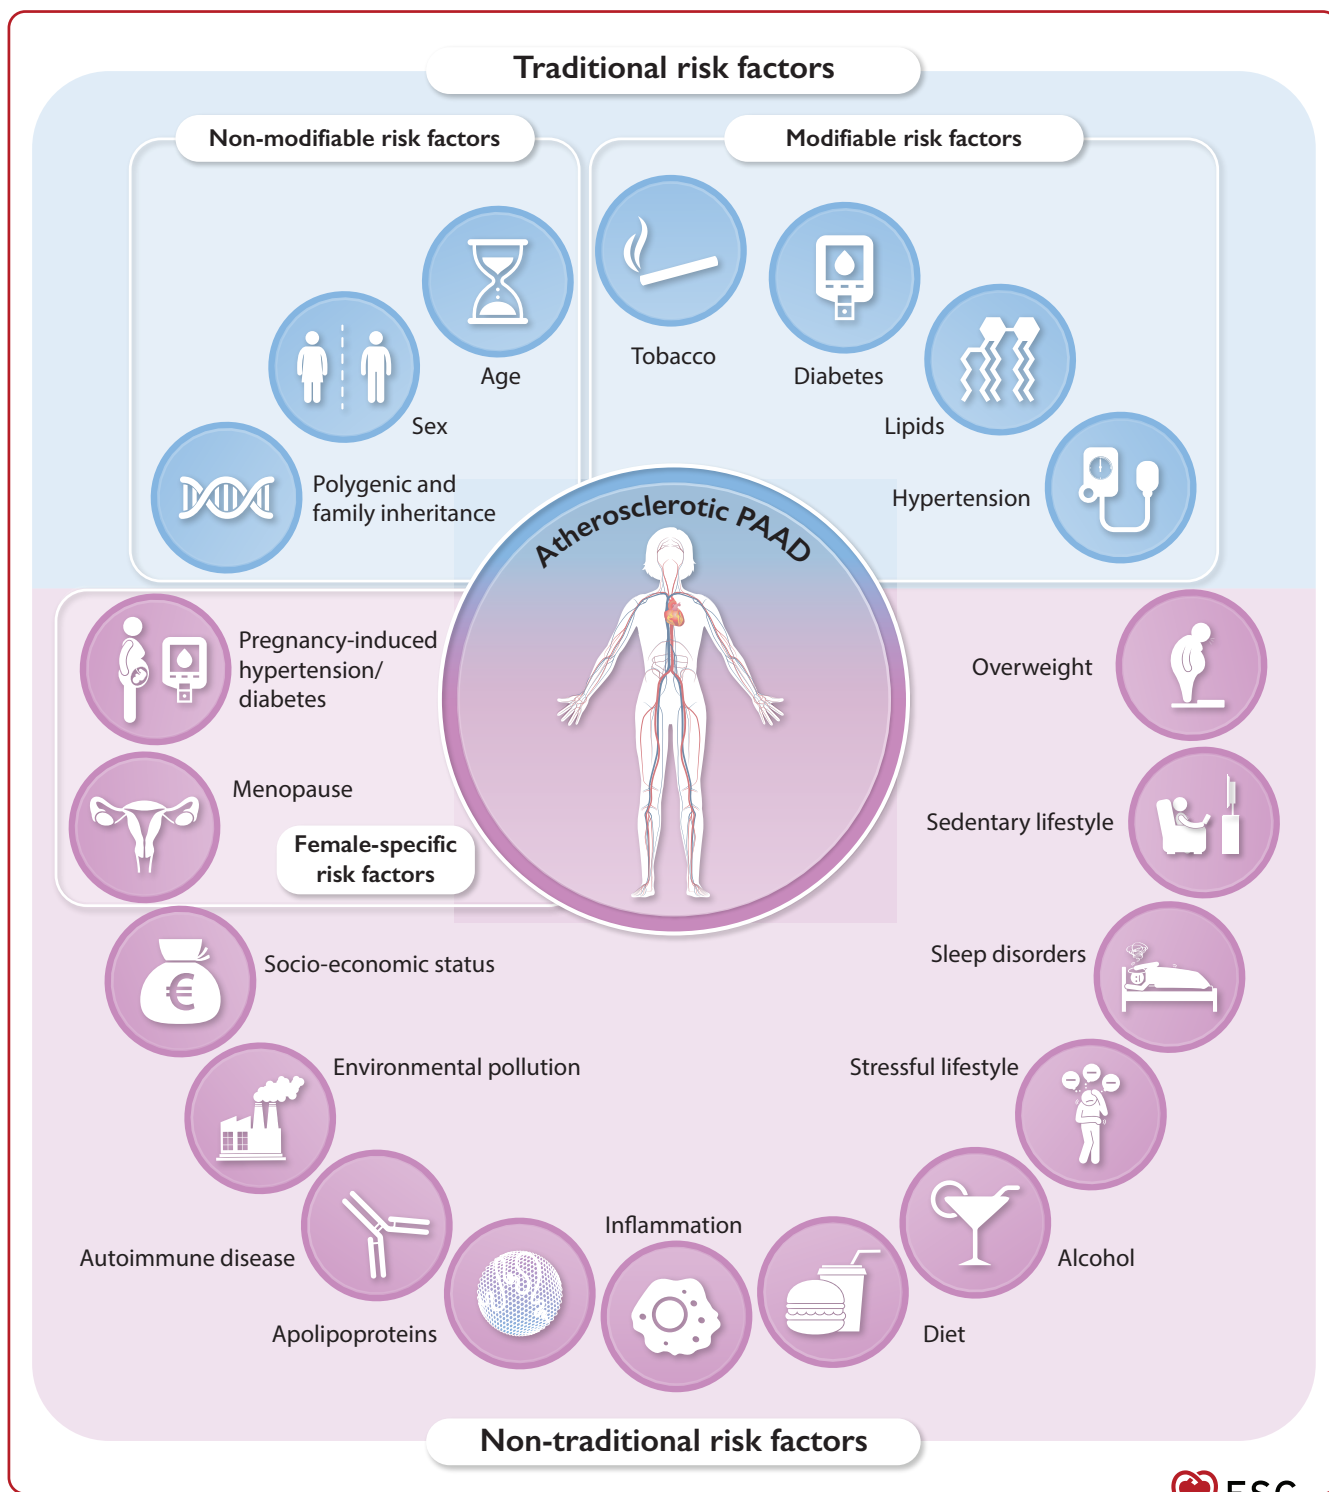 Traditional risk factors
Non-modifiable risk factors
Modifiable risk factors
Tobacco
Age
Diabetes
Sex
Lipids
Polygenic and
family inheritance
Hypertension
Atherosclerotic PAAD
Pregnancy-induced
hypertension/
diabetes
Overweight
Menopause
Sedentary lifestyle
Female-specific
risk factors
Socio-economic status
€
Sleep disorders
Environmental pollution
Stressful lifestyle
Inflammation
Autoimmune disease
Alcohol
Apolipoproteins
Diet
Non-traditional risk factors
ESC